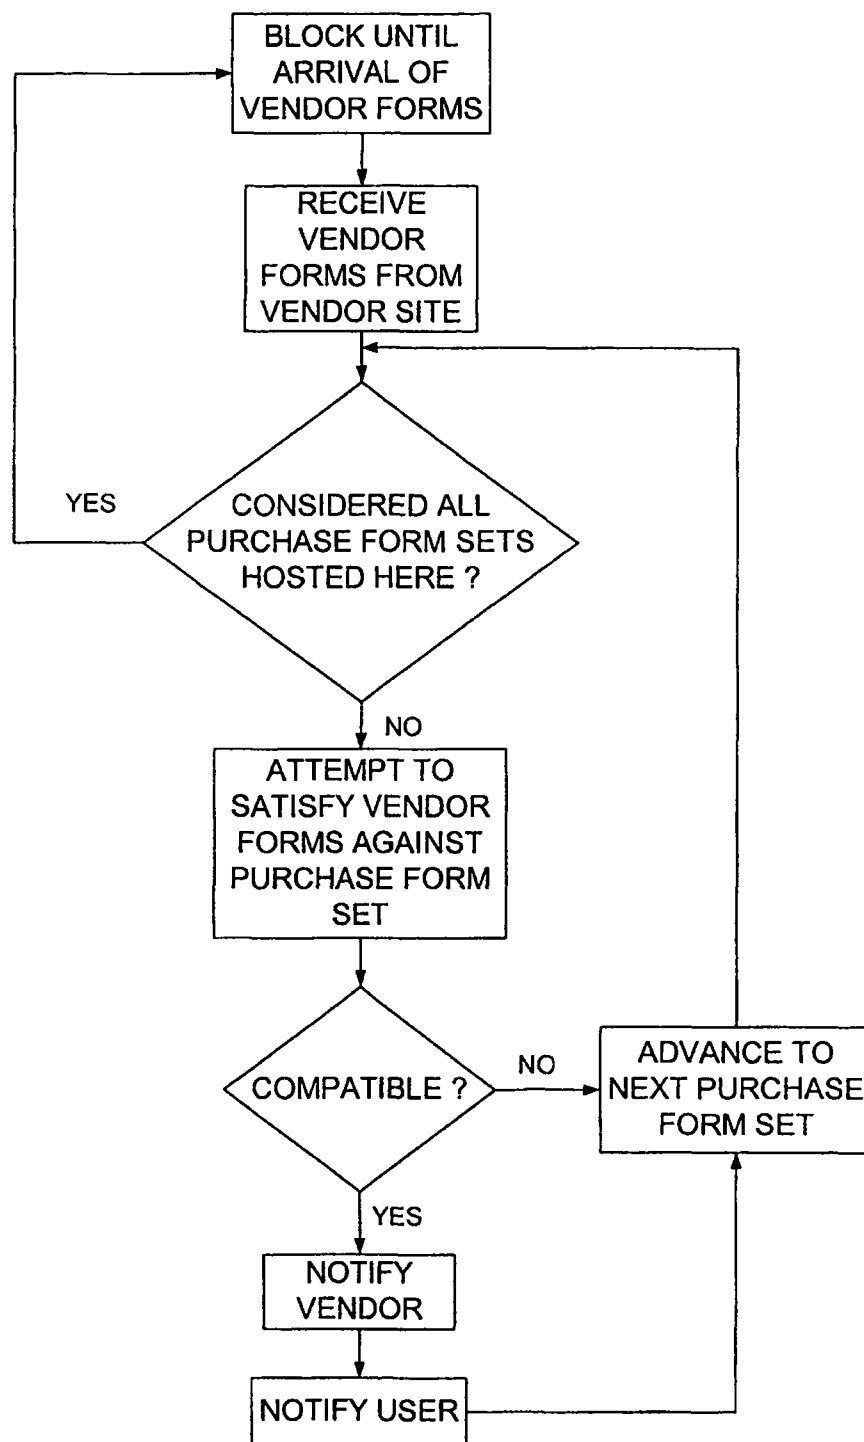 BLOCK UNTIL
ARRIVAL OF
VENDOR FORMS
RECEIVE
VENDOR
FORMS FROM
VENDOR SITE
YES
CONSIDERED ALL
PURCHASE FORM SETS
HOSTED HERE ?
NO
ATTEMPT TO
SATISFY VENDOR
FORMS AGAINST
PURCHASE FORM
SET
COMPATIBLE ?
NO
ADVANCE TO
NEXT PURCHASE
FORM SET
YES
NOTIFY
VENDOR
NOTIFY USER